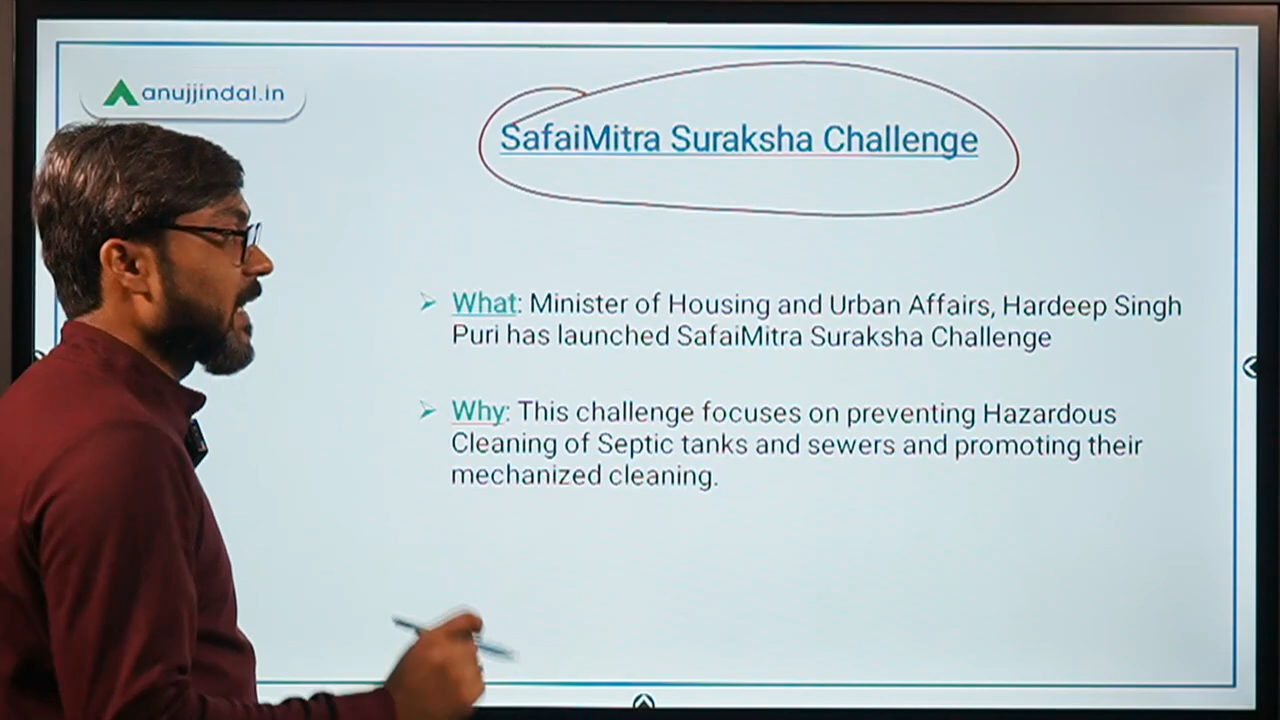 anujjindal.in
SafaiMitra Suraksha Challenge
➢ What: Minister of Housing and Urban Affairs, Hardeep Singh
Puri has launched SafaiMitra Suraksha Challenge
➢ Why: This challenge focuses on preventing Hazardous
Cleaning of Septic tanks and sewers and promoting their
mechanized cleaning.